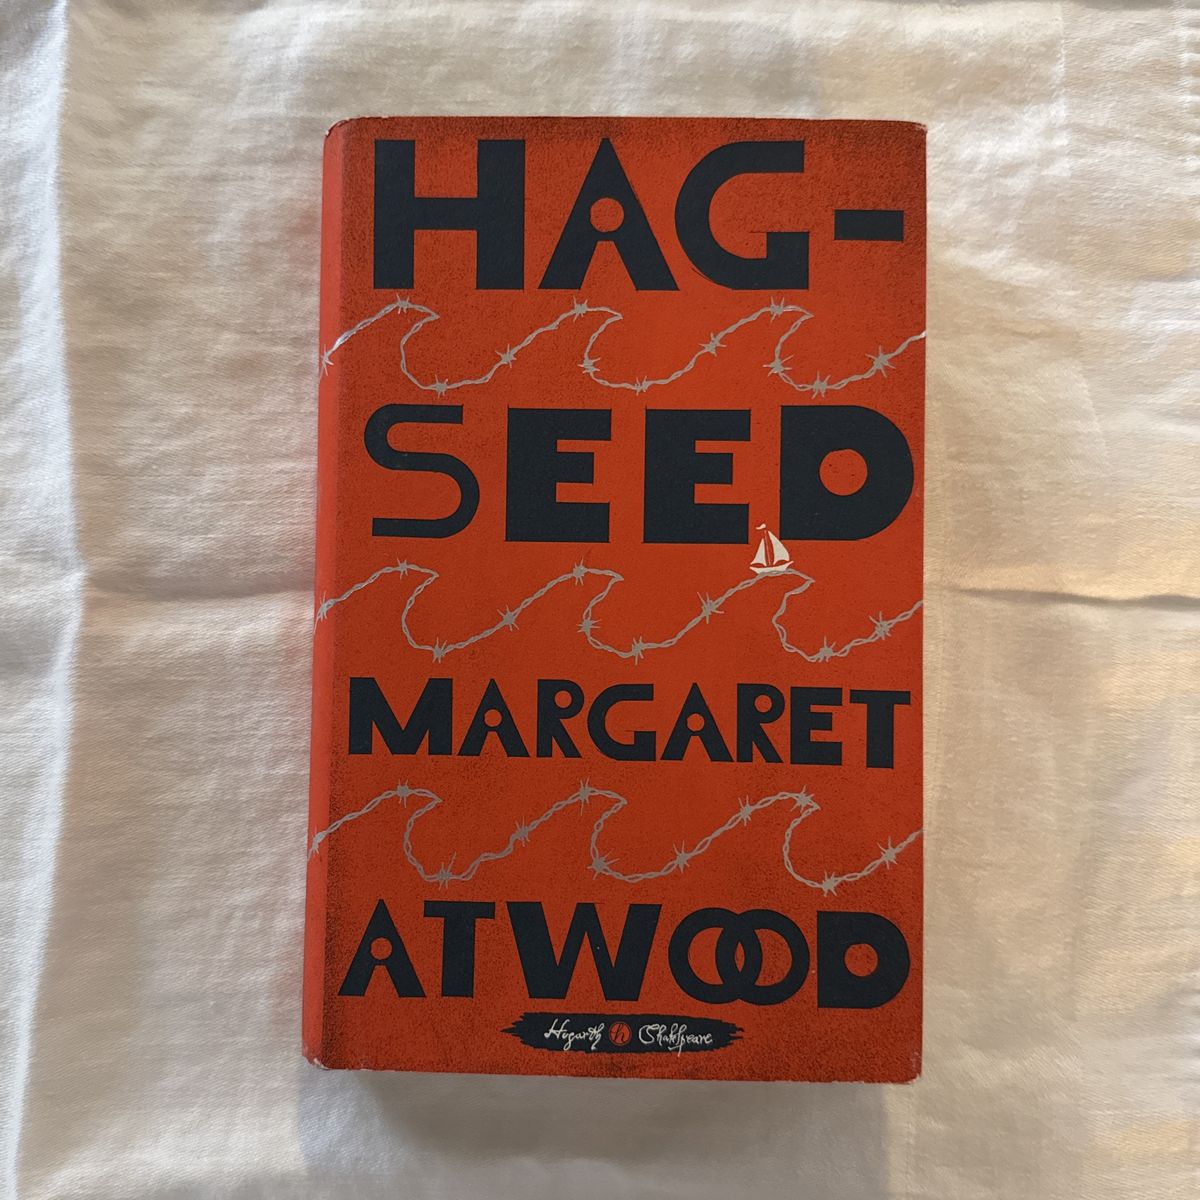 HAG-
SEED
MARGARET
ATWOOD
Hogarth h Shakespeare